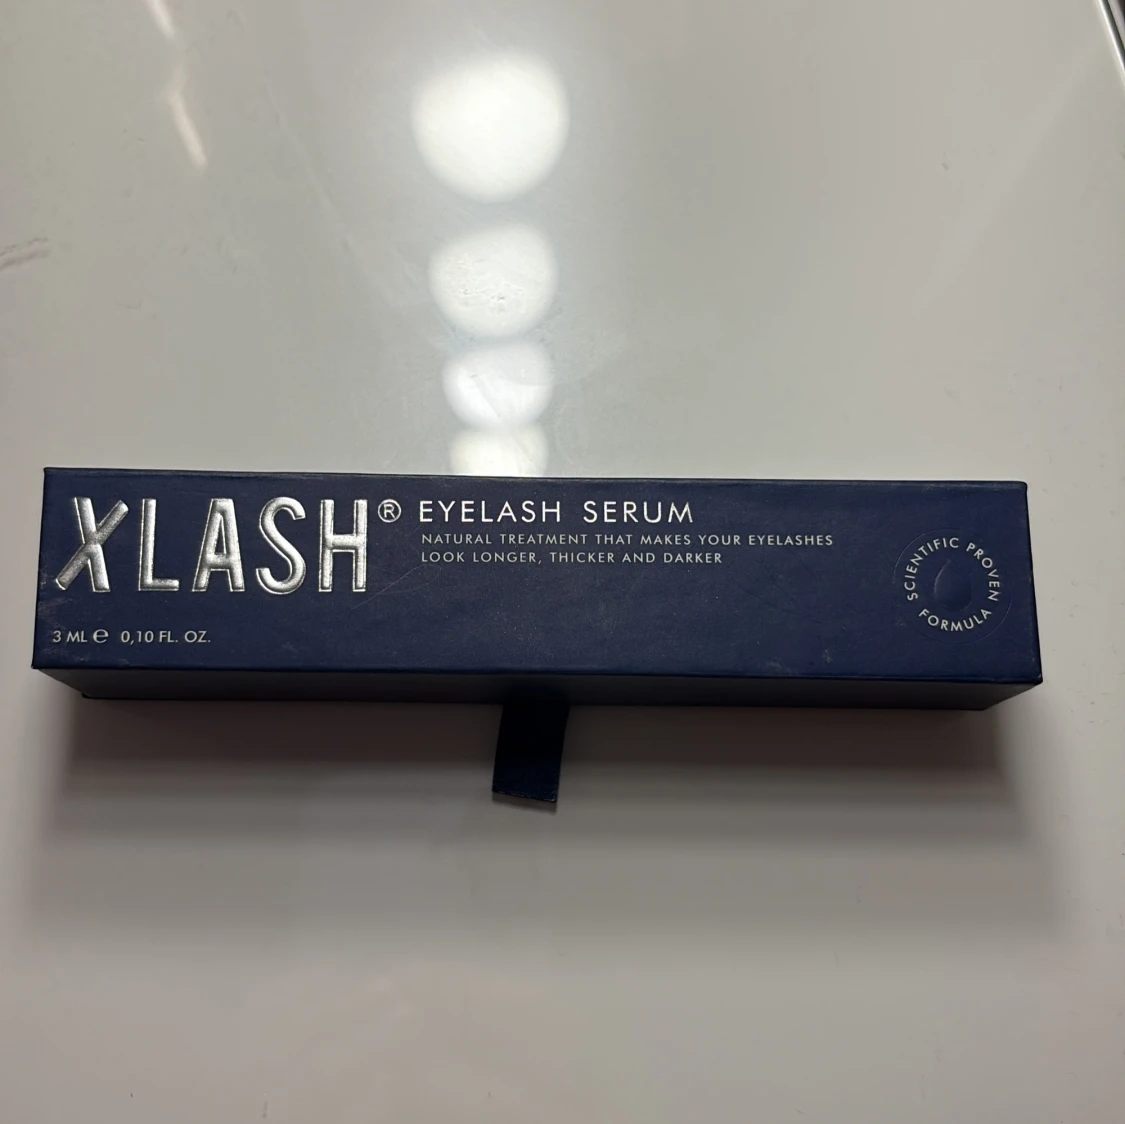 XLASH® EYELASH SERUM
NATURAL TREATMENT THAT MAKES YOUR EYELASHES
LOOK LONGER, THICKER AND DARKER
3 ML ℮ 0,10 FL. OZ.
SCIENTIFIC PROVEN
FORMULA